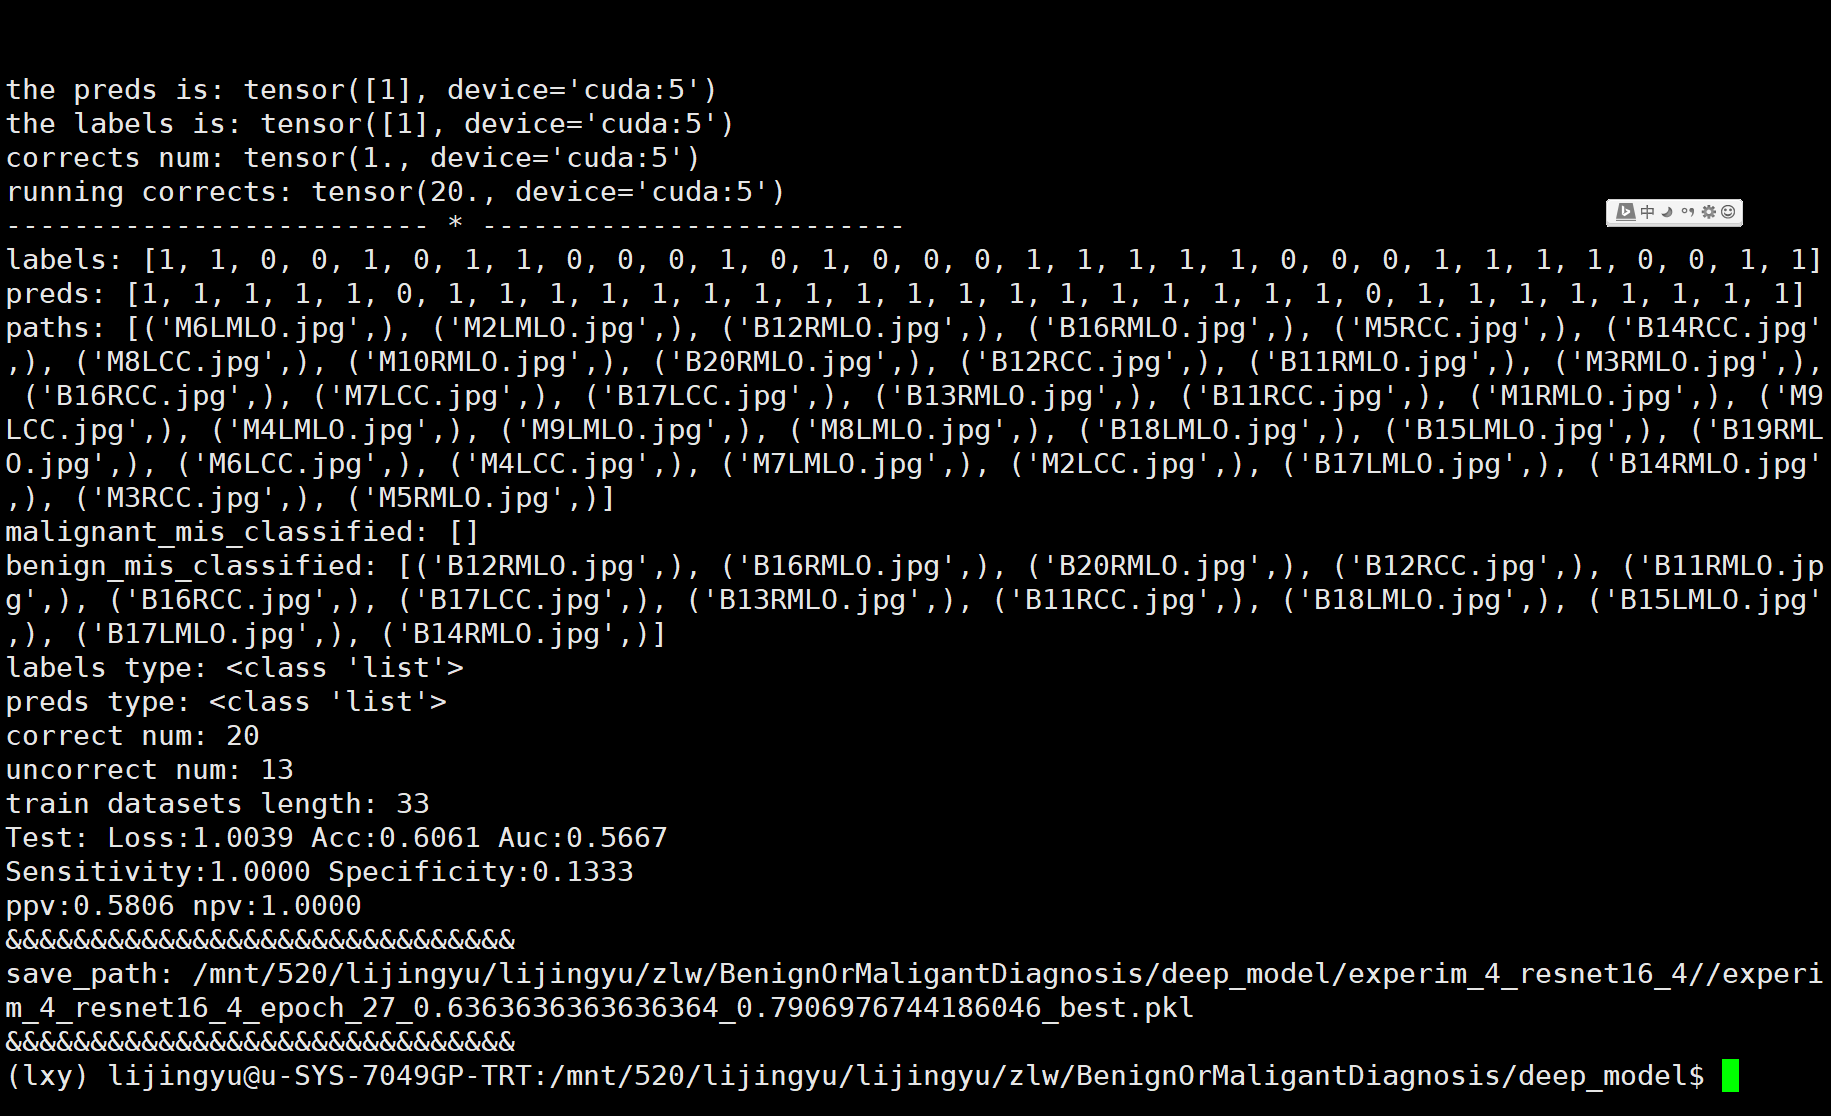 the preds is: tensor([1], device='cuda:5')
the labels is: tensor([1], device='cuda:5')
corrects num: tensor(1., device='cuda:5')
running corrects: tensor(20., device='cuda:5')
------------------------- * -------------------------
labels: [1, 1, 0, 0, 1, 0, 1, 1, 0, 0, 0, 1, 0, 1, 0, 0, 0, 1, 1, 1, 1, 1, 0, 0, 0, 1, 1, 1, 1, 0, 0, 1, 1]
preds: [1, 1, 1, 1, 1, 0, 1, 1, 1, 1, 1, 1, 1, 1, 1, 1, 1, 1, 1, 1, 1, 1, 1, 1, 0, 1, 1, 1, 1, 1, 1, 1, 1]
paths: [('M6LMLO.jpg',), ('M2LMLO.jpg',), ('B12RMLO.jpg',), ('B16RMLO.jpg',), ('M5RCC.jpg',), ('B14RCC.jpg'
,), ('M8LCC.jpg',), ('M10RMLO.jpg',), ('B20RMLO.jpg',), ('B12RCC.jpg',), ('B11RMLO.jpg',), ('M3RMLO.jpg',),
('B16RCC.jpg',), ('M7LCC.jpg',), ('B17LCC.jpg',), ('B13RMLO.jpg',), ('B11RCC.jpg',), ('M1RMLO.jpg',), ('M9
LCC.jpg',), ('M4LMLO.jpg',), ('M9LMLO.jpg',), ('M8LMLO.jpg',), ('B18LMLO.jpg',), ('B15LMLO.jpg',), ('B19RML
O.jpg',), ('M6LCC.jpg',), ('M4LCC.jpg',), ('M7LMLO.jpg',), ('M2LCC.jpg',), ('B17LMLO.jpg',), ('B14RMLO.jpg'
,), ('M3RCC.jpg',), ('M5RMLO.jpg',)]
malignant_mis_classified: []
benign_mis_classified: [('B12RMLO.jpg',), ('B16RMLO.jpg',), ('B20RMLO.jpg',), ('B12RCC.jpg',), ('B11RMLO.jp
g',), ('B16RCC.jpg',), ('B17LCC.jpg',), ('B13RMLO.jpg',), ('B11RCC.jpg',), ('B18LMLO.jpg',), ('B15LMLO.jpg'
,), ('B17LMLO.jpg',), ('B14RMLO.jpg',)]
labels type: <class 'list'>
preds type: <class 'list'>
correct num: 20
uncorrect num: 13
train datasets length: 33
Test: Loss:1.0039 Acc:0.6061 Auc:0.5667
Sensitivity:1.0000 Specificity:0.1333
ppv:0.5806 npv:1.0000
&&&&&&&&&&&&&&&&&&&&&&&&&&&&&&
save_path: /mnt/520/lijingyu/lijingyu/zlw/BenignOrMaligantDiagnosis/deep_model/experim_4_resnet16_4//experi
m_4_resnet16_4_epoch_27_0.6363636363636364_0.7906976744186046_best.pkl
&&&&&&&&&&&&&&&&&&&&&&&&&&&&&&
(lxy) lijingyu@u-SYS-7049GP-TRT:/mnt/520/lijingyu/lijingyu/zlw/BenignOrMaligantDiagnosis/deep_model$
中